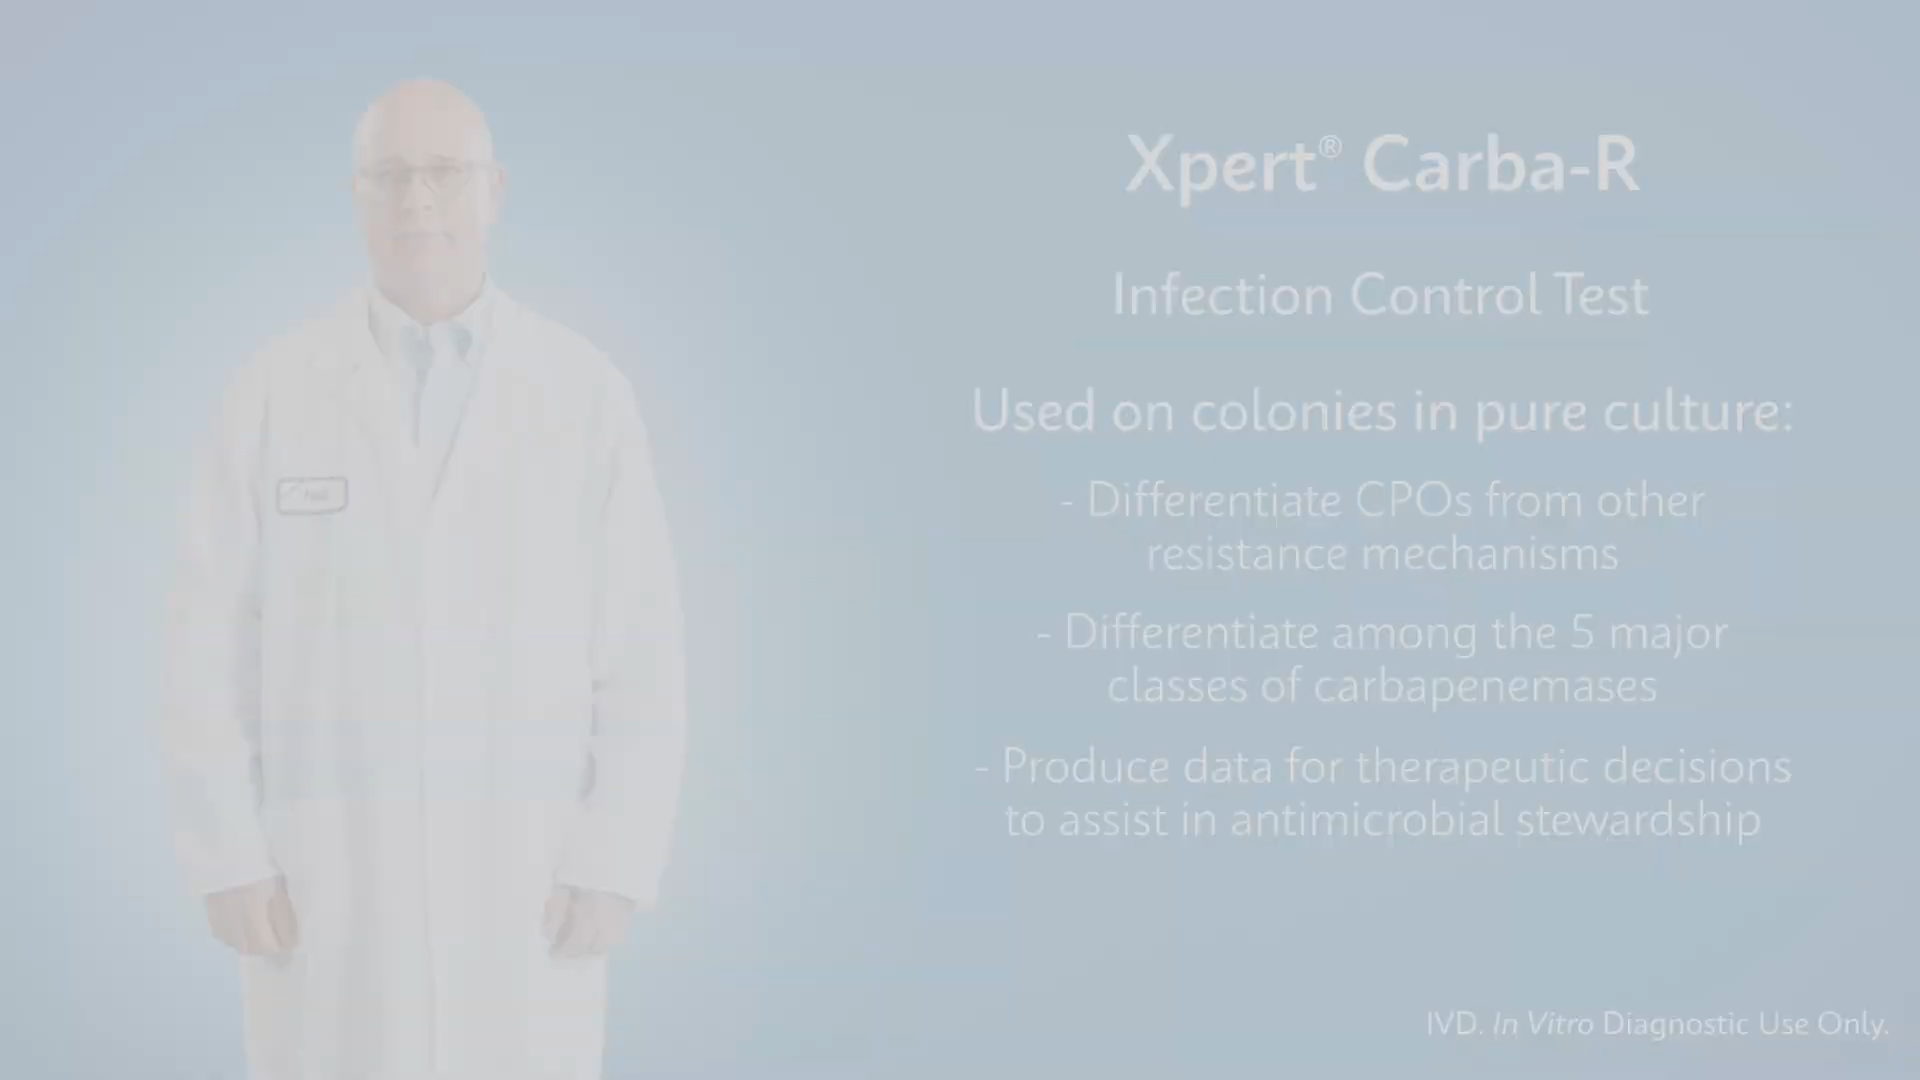 Xpert® Carba-R
Infection Control Test
Used on colonies in pure culture:
- Differentiate CPOs from other
resistance mechanisms
- Differentiate among the 5 major
classes of carbapenemases
- Produce data for therapeutic decisions
to assist in antimicrobial stewardship
IVD. In Vitro Diagnostic Use Only.